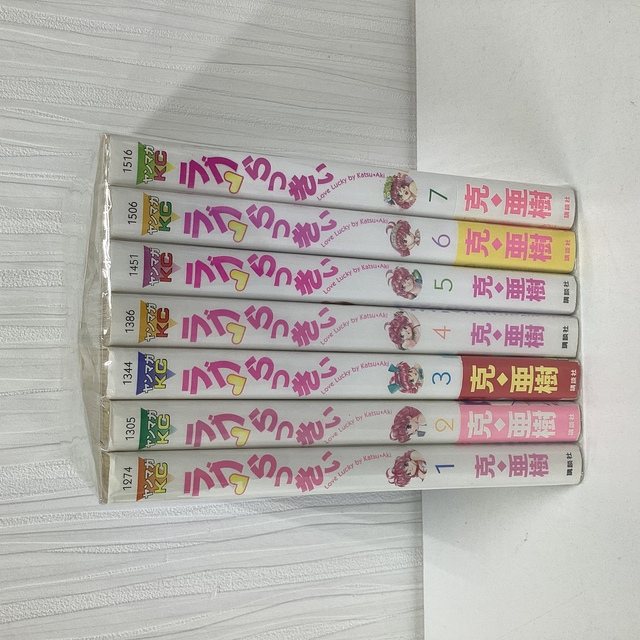 1516
ヤンマガKC
ラブらっきぃ
Love Lucky by Katsu・Aki
7
克・亜樹
講談社
1506
ヤンマガKC
ラブらっきぃ
Love Lucky by Katsu・Aki
6
克・亜樹
講談社
1451
ヤンマガKC
ラブらっきぃ
Love Lucky by Katsu・Aki
5
克・亜樹
講談社
1386
ヤンマガKC
ラブらっきぃ
Love Lucky by Katsu・Aki
4
克・亜樹
講談社
1344
ヤンマガKC
ラブらっきぃ
Love Lucky by Katsu・Aki
3
克・亜樹
講談社
1305
ヤンマガKC
ラブらっきぃ
Love Lucky by Katsu・Aki
2
克・亜樹
講談社
1274
ヤンマガKC
ラブらっきぃ
Love Lucky by Katsu・Aki
1
克・亜樹
講談社